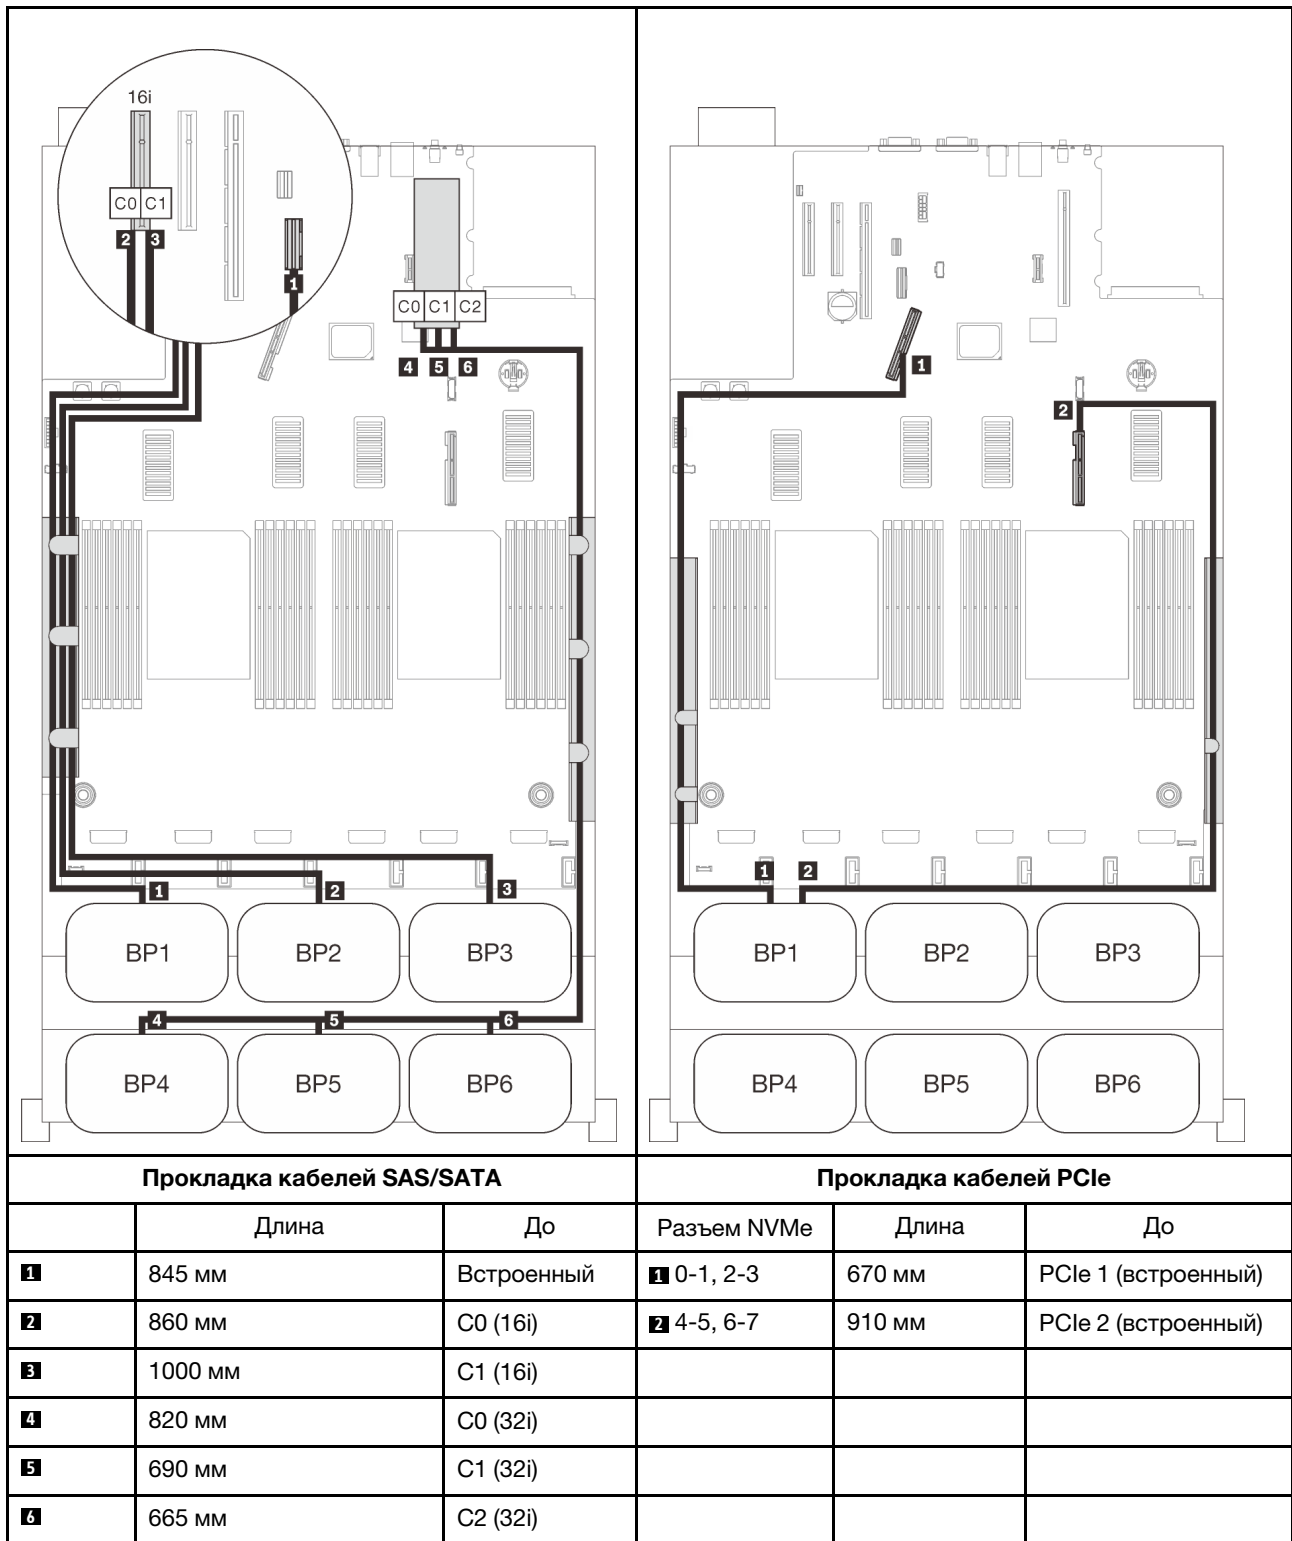 16i
C0 C1
2 3
1
C0 C1 C2
4 5 6
1 2 3
BP1 BP2 BP3
4 5 6
BP4 BP5 BP6
1
2
1 2
BP1 BP2 BP3
BP4 BP5 BP6
Прокладка кабелей SAS/SATA
Прокладка кабелей PCIe
Длина До Разъем NVMe Длина До
1 845 мм Встроенный 1 0-1, 2-3 670 мм PCIe 1 (встроенный)
2 860 мм C0 (16i) 2 4-5, 6-7 910 мм PCIe 2 (встроенный)
3 1000 мм C1 (16i)
4 820 мм C0 (32i)
5 690 мм C1 (32i)
6 665 мм C2 (32i)